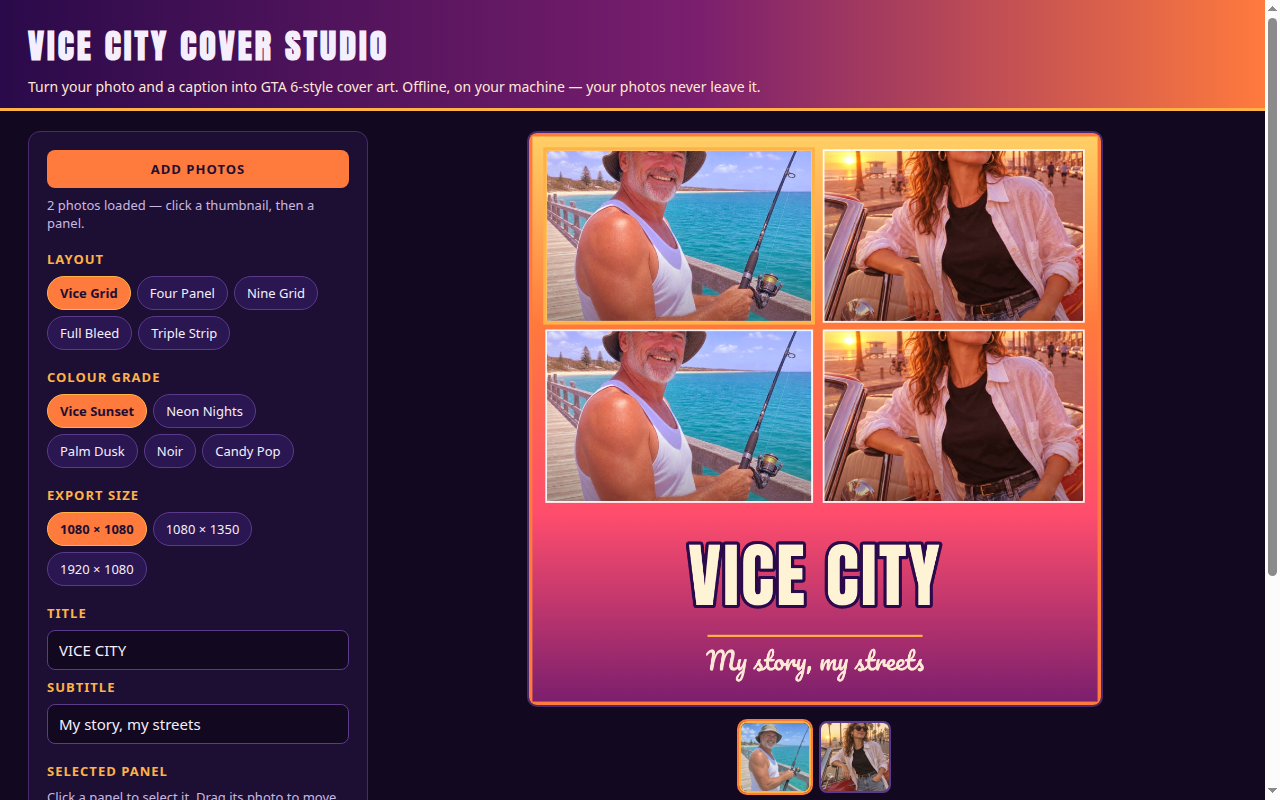 VICE CITY COVER STUDIO
Turn your photo and a caption into GTA 6-style cover art. Offline, on your machine — your photos never leave it.
ADD PHOTOS
2 photos loaded — click a thumbnail, then a
panel.
LAYOUT
Vice Grid
Four Panel
Nine Grid
Full Bleed
Triple Strip
COLOUR GRADE
Vice Sunset
Neon Nights
Palm Dusk
Noir
Candy Pop
EXPORT SIZE
1080 × 1080
1080 × 1350
1920 × 1080
TITLE
VICE CITY
SUBTITLE
My story, my streets
SELECTED PANEL
Click a panel to select it. Drag its photo to move
VICE CITY
My story, my streets